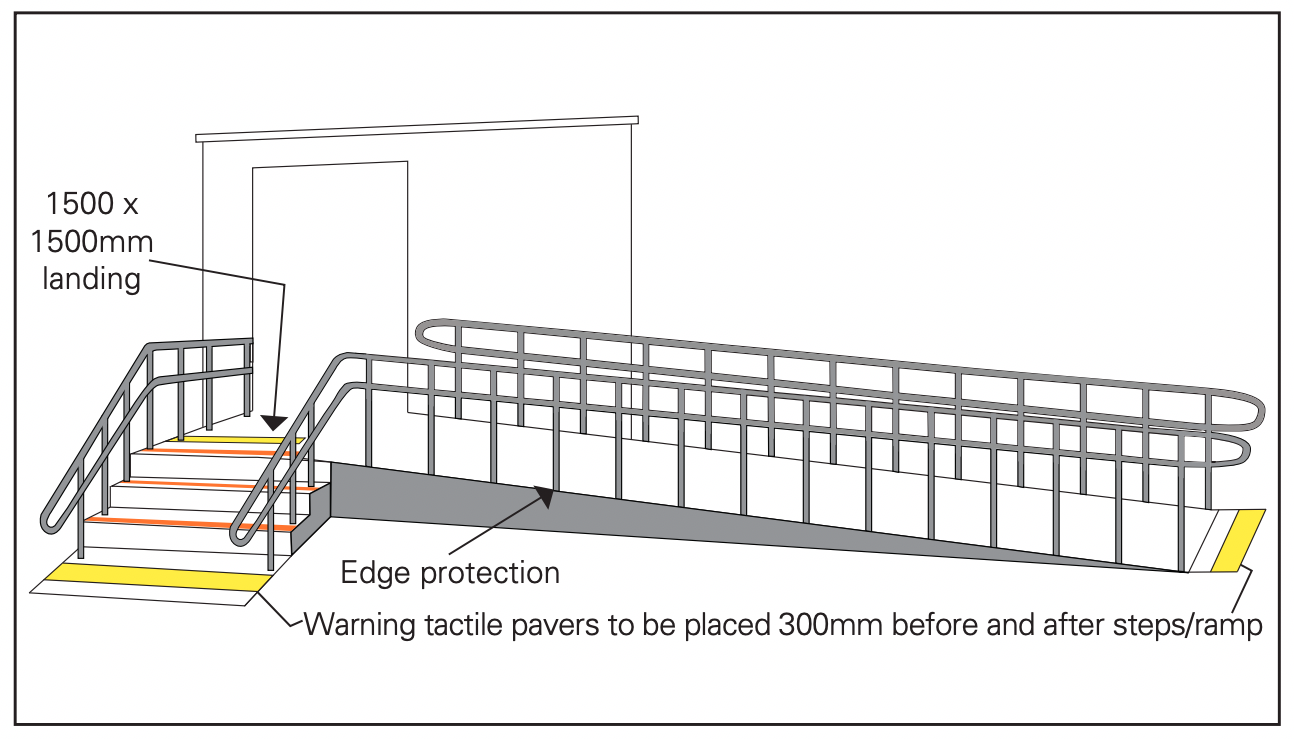 1500 x
1500mm
landing
Edge protection
Warning tactile pavers to be placed 300mm before and after steps/ramp